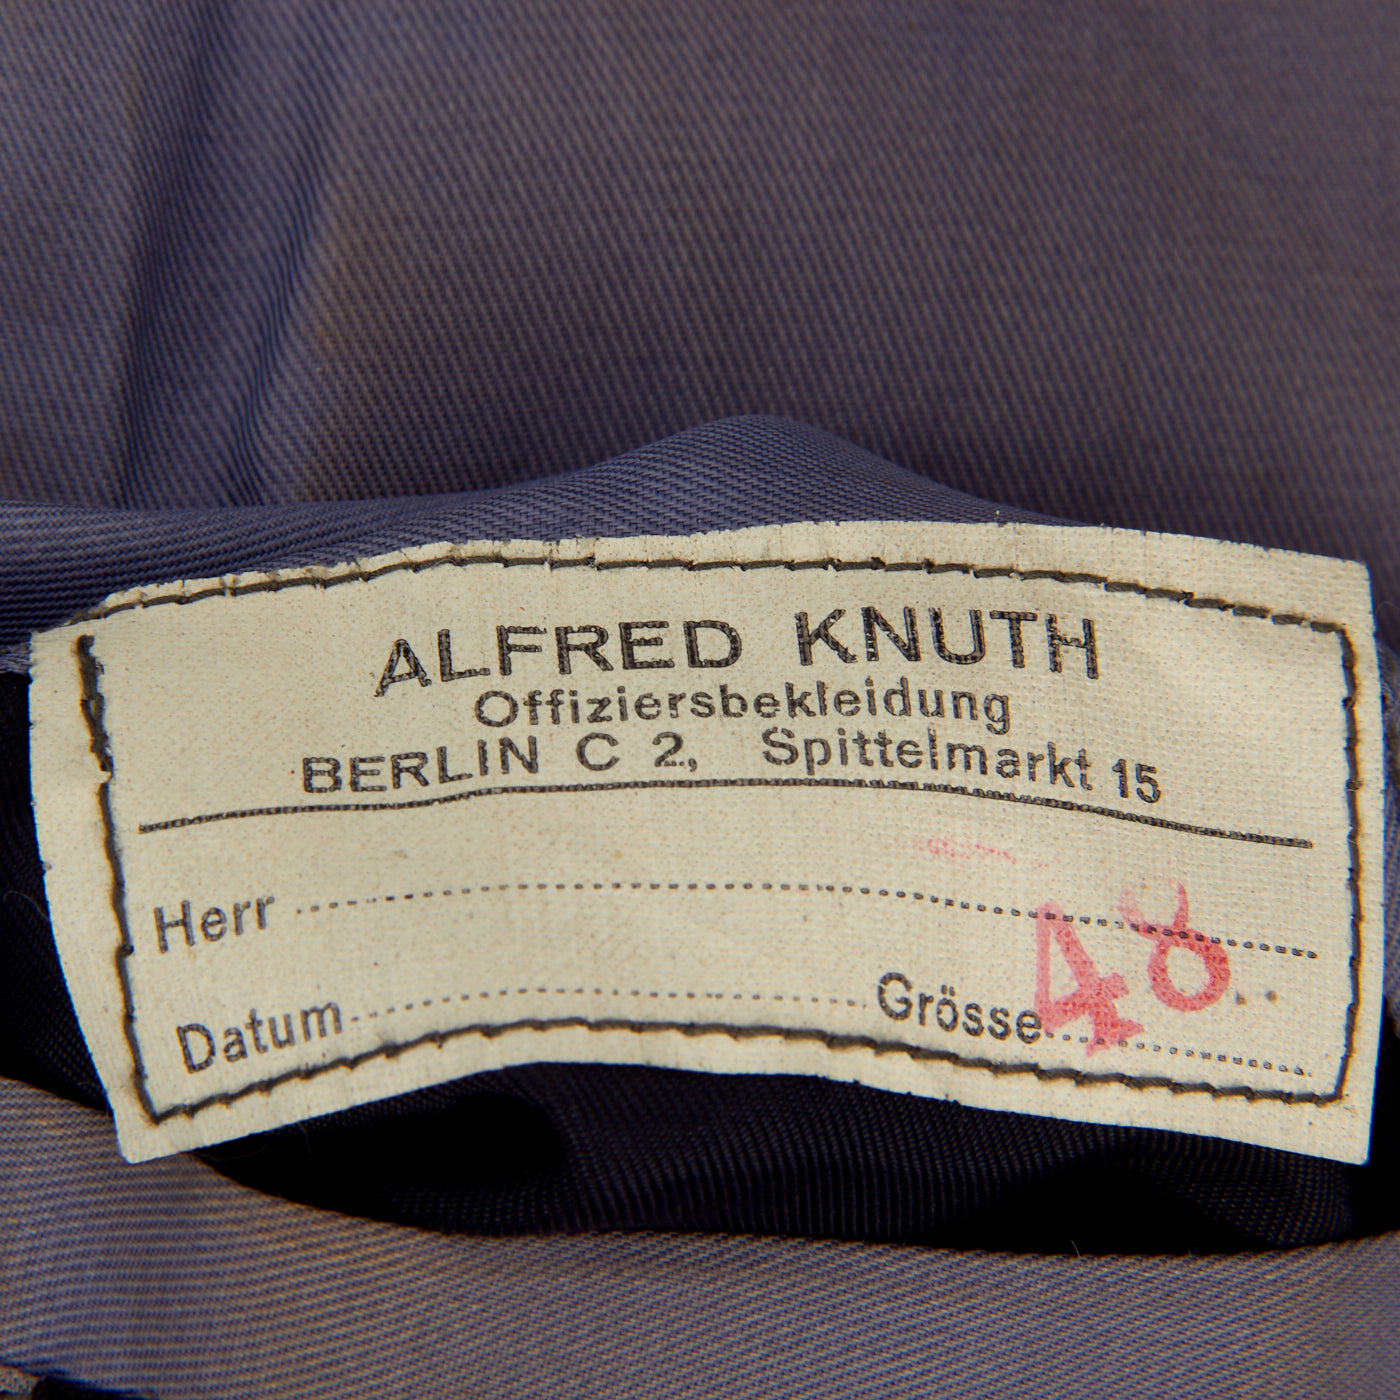 ALFRED KNUTH
Offiziersbekleidung
BERLIN C 2, Spittelmarkt 15
Herr
Datum Grösse 48